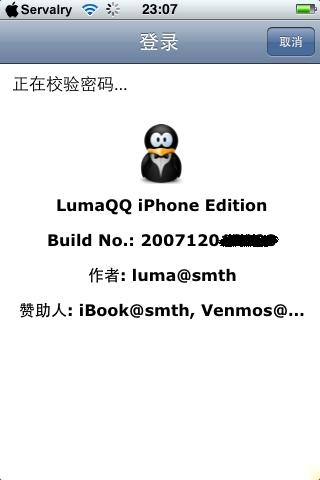 Servalry 23:07
登录 取消
正在校验密码...
LumaQQ iPhone Edition
Build No.: 2007120
作者: luma@smth
赞助人: iBook@smth, Venmos@...